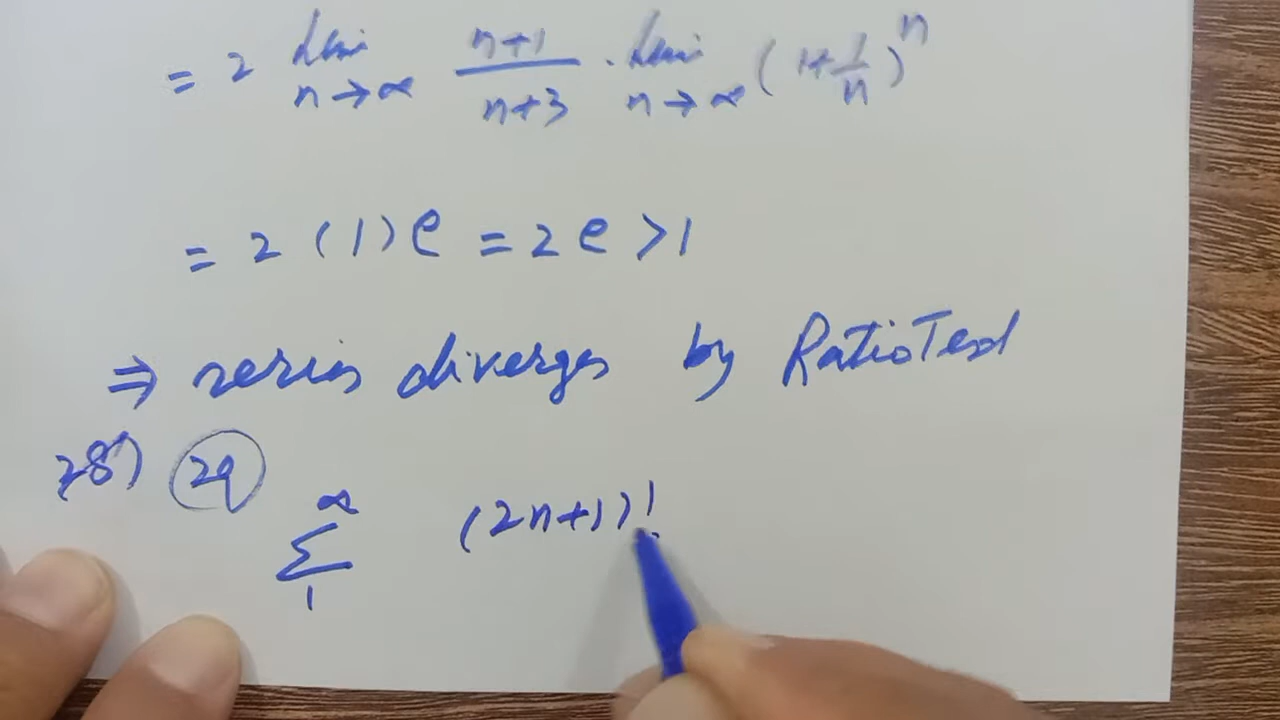 = 2 lim n→∞ n+1/n+3 · lim n→∞ (1+1/n)^n
= 2 (1) e = 2e > 1
⇒ series diverges by Ratio Test
28) 29
∞ Σ 1 (2n+1)!